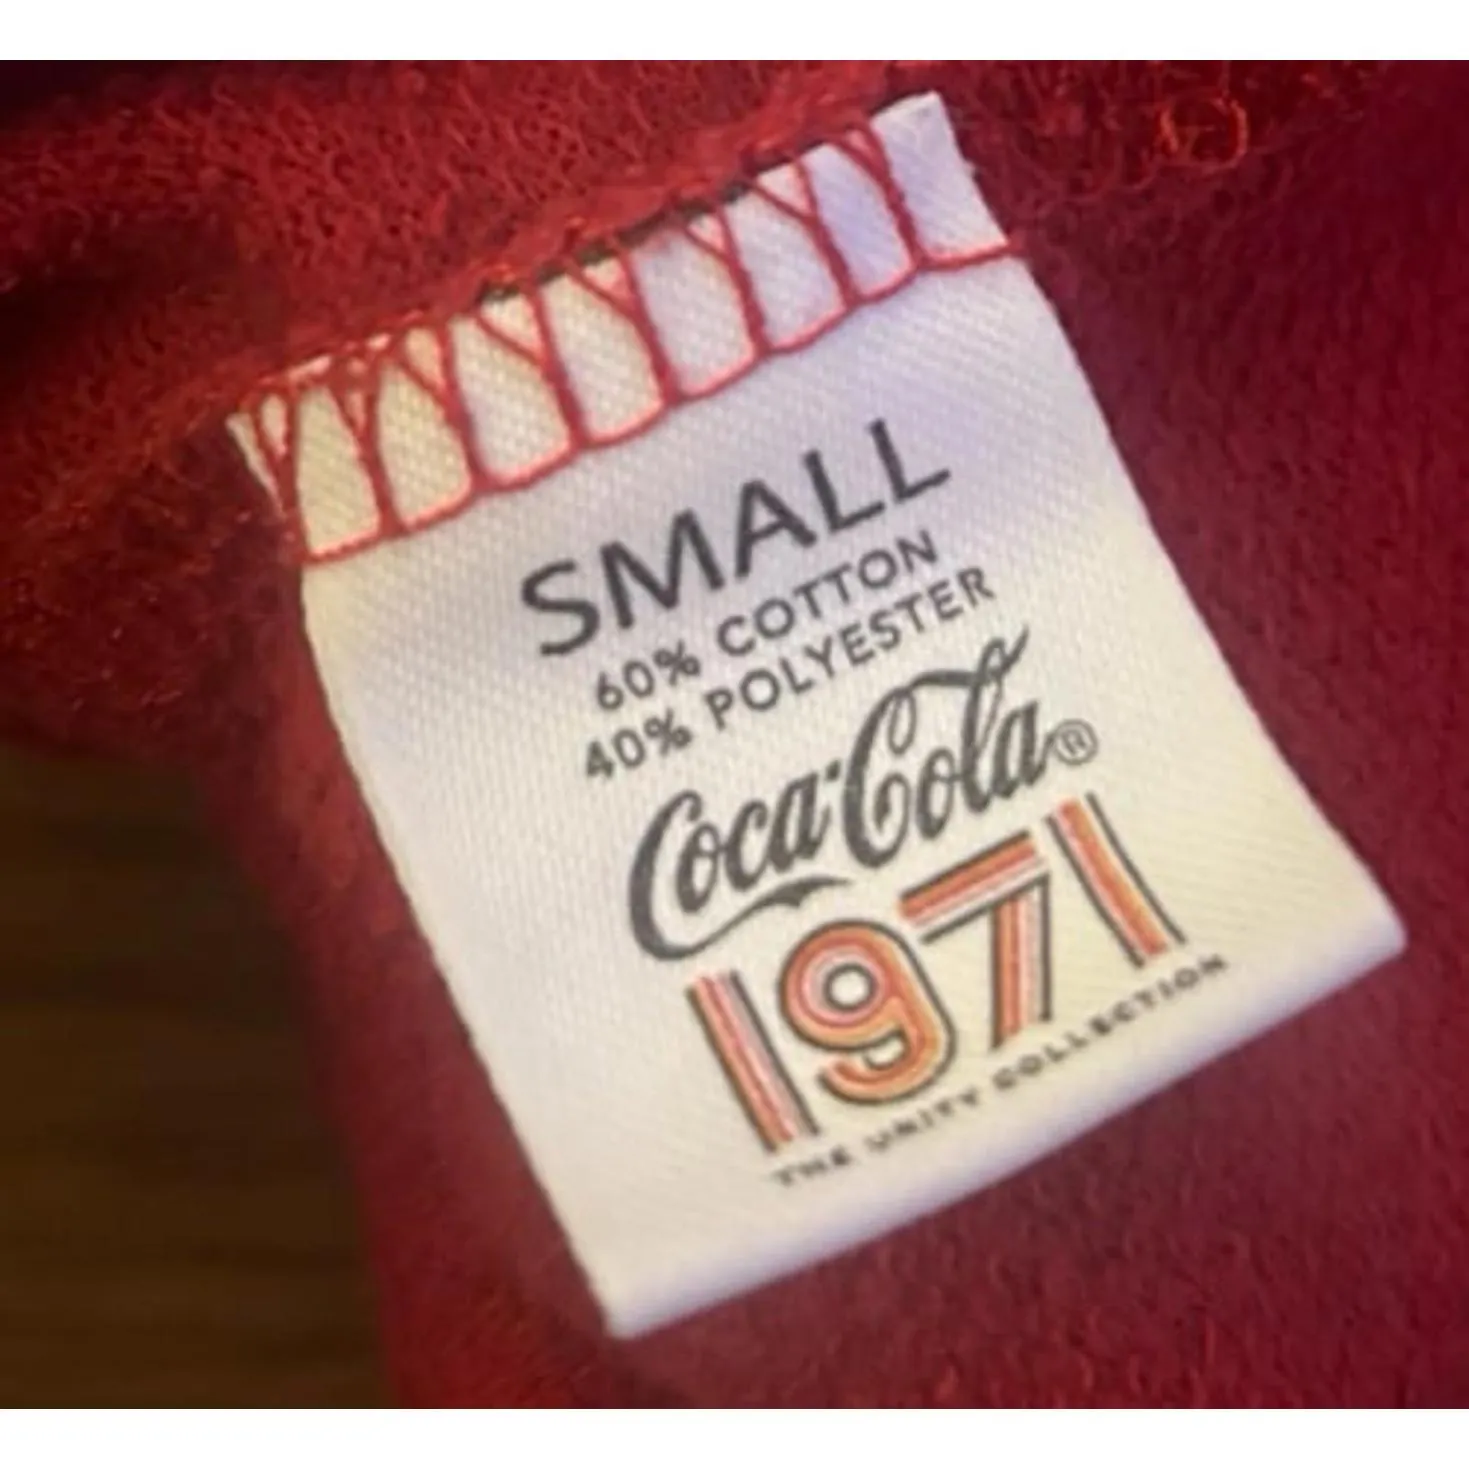 SMALL
60% COTTON
40% POLYESTER
Coca-Cola®
1971
THE UNITY COLLECTION